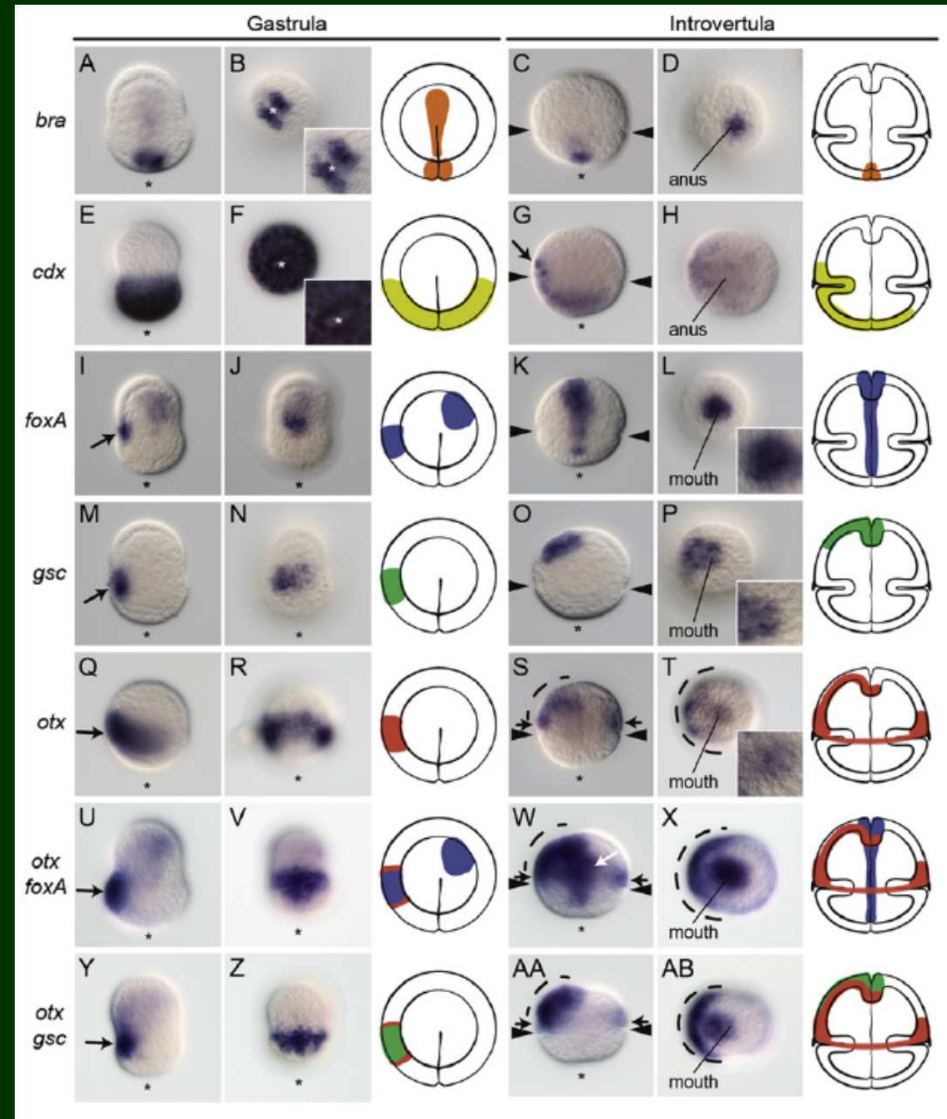 Gastrula Introvertula
A B C D
bra
* * * * anus
E F G H
cdx
* * * * anus
I J K L
foxA
* * * mouth
M N O P
gsc
* * * mouth
Q R S T
otx
* * * mouth
U V W X
otx
foxA
* * * mouth
Y Z AA AB
otx
gsc
* * * mouth